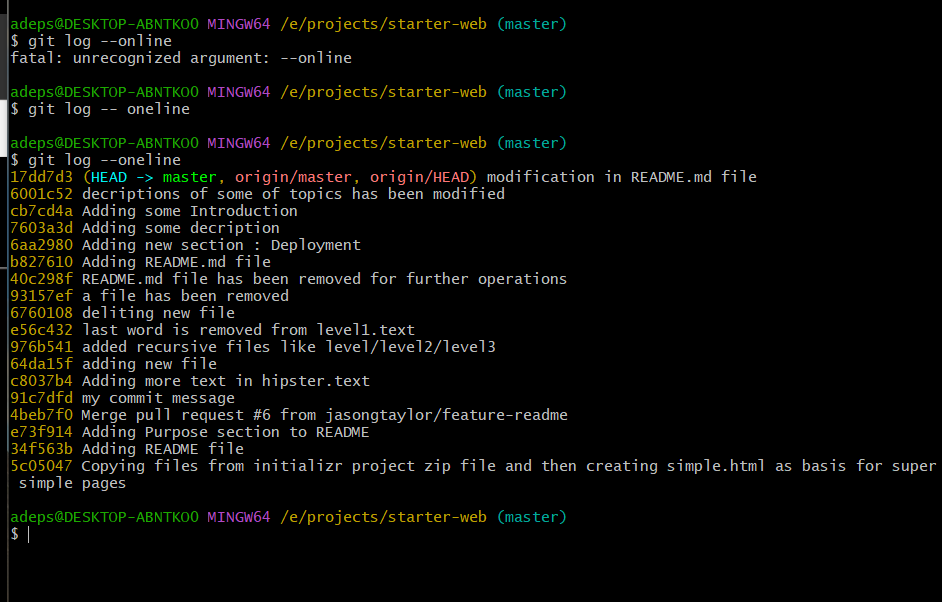 adeps@DESKTOP-ABNTKOO MINGW64 /e/projects/starter-web (master)
$ git log --online
fatal: unrecognized argument: --online
adeps@DESKTOP-ABNTKOO MINGW64 /e/projects/starter-web (master)
$ git log -- oneline
adeps@DESKTOP-ABNTKOO MINGW64 /e/projects/starter-web (master)
$ git log --oneline
17dd7d3 (HEAD -> master, origin/master, origin/HEAD) modification in README.md file
6001c52 decriptions of some of topics has been modified
cb7cd4a Adding some Introduction
7603a3d Adding some decription
6aa2980 Adding new section : Deployment
b827610 Adding README.md file
40c298f README.md file has been removed for further operations
93157ef a file has been removed
6760108 deliting new file
e56c432 last word is removed from level1.text
976b541 added recursive files like level/level2/level3
64da15f adding new file
c8037b4 Adding more text in hipster.text
91c7dfd my commit message
4beb7f0 Merge pull request #6 from jasongtaylor/feature-readme
e73f914 Adding Purpose section to README
34f563b Adding README file
5c05047 Copying files from initializr project zip file and then creating simple.html as basis for super
simple pages
adeps@DESKTOP-ABNTKOO MINGW64 /e/projects/starter-web (master)
$